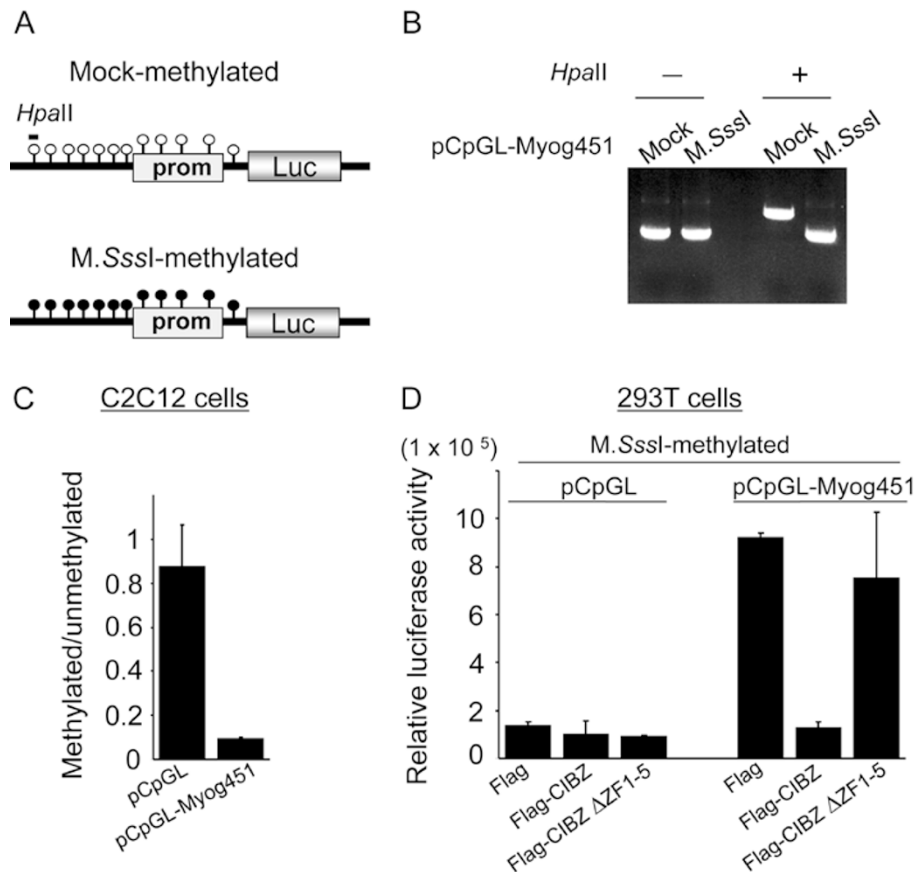 A
Mock-methylated
HpaII
prom
Luc
M.SssI-methylated
prom
Luc
B
HpaII
— +
Mock M.SssI Mock M.SssI
pCpGL-Myog451
C
C2C12 cells
Methylated/unmethylated
1
0.8
0.6
0.4
0.2
0
pCpGL
pCpGL-Myog451
D
293T cells
(1 x 10⁵)
M.SssI-methylated
pCpGL
pCpGL-Myog451
Relative luciferase activity
10
8
6
4
2
0
Flag
Flag-CIBZ
Flag-CIBZ ΔZF1-5
Flag
Flag-CIBZ
Flag-CIBZ ΔZF1-5